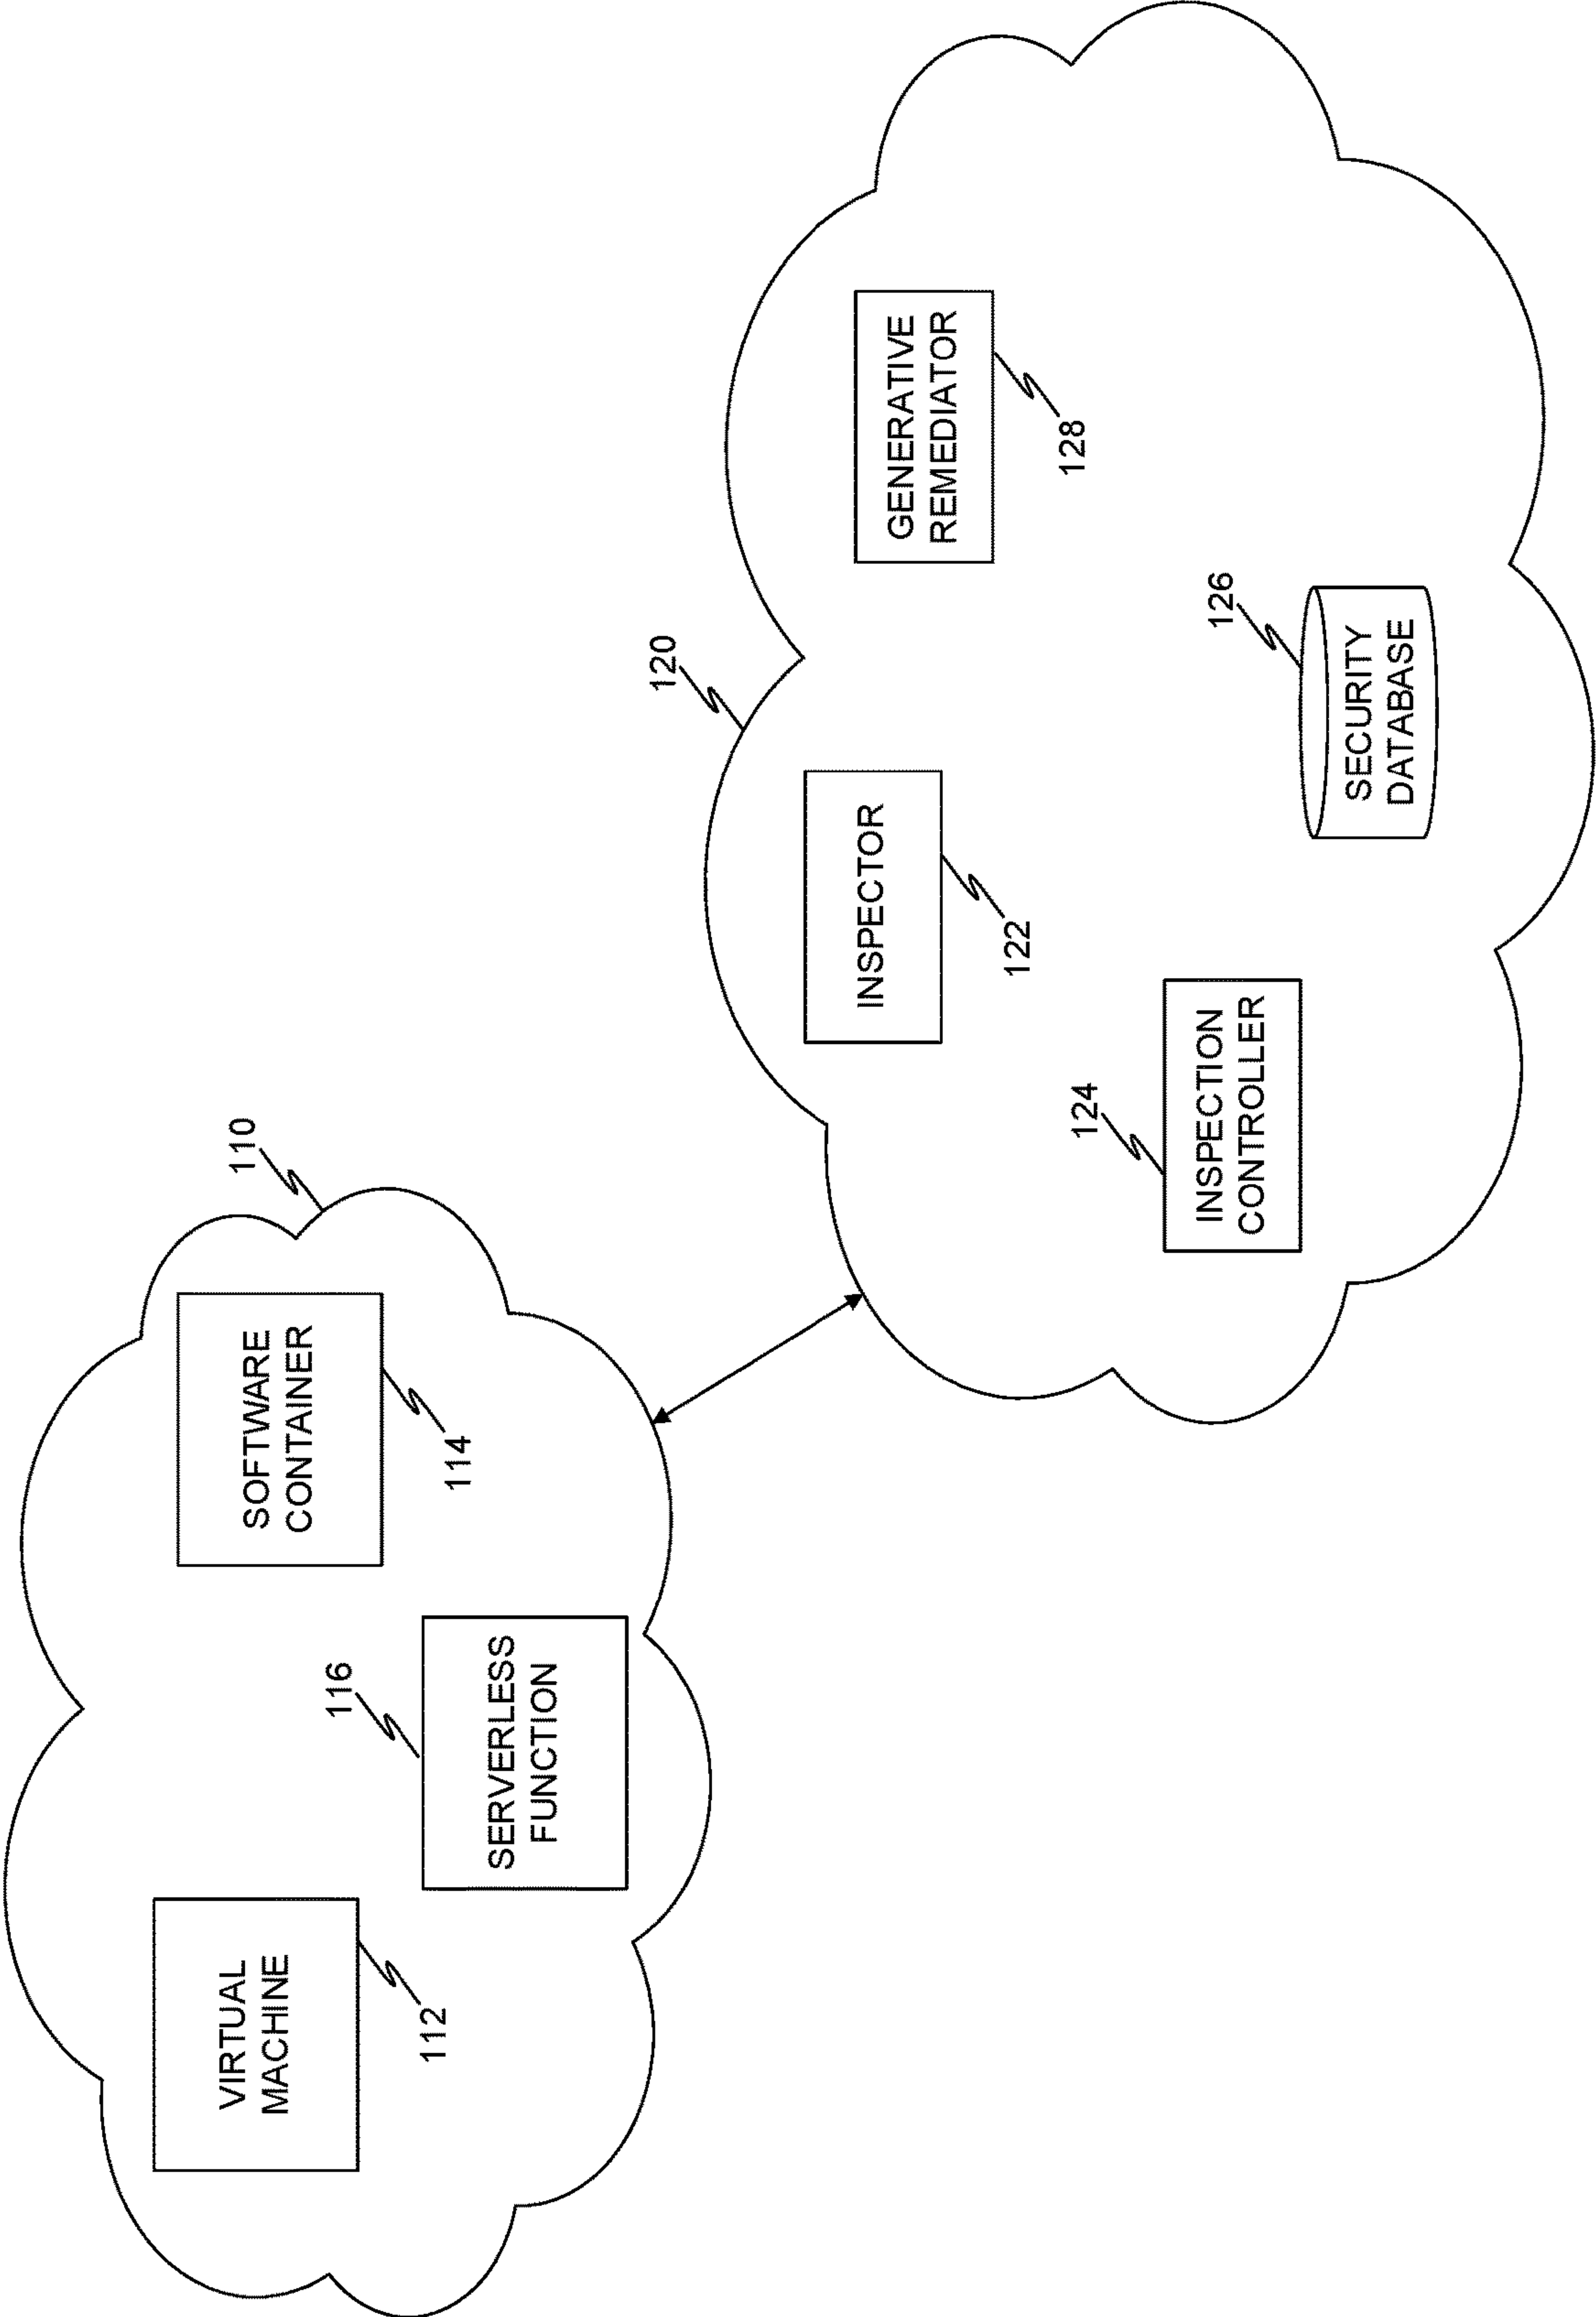 110
VIRTUAL
MACHINE
112
SOFTWARE
CONTAINER
114
116
SERVERLESS
FUNCTION
120
INSPECTOR
122
GENERATIVE
REMEDIATOR
128
124
INSPECTION
CONTROLLER
126
SECURITY
DATABASE